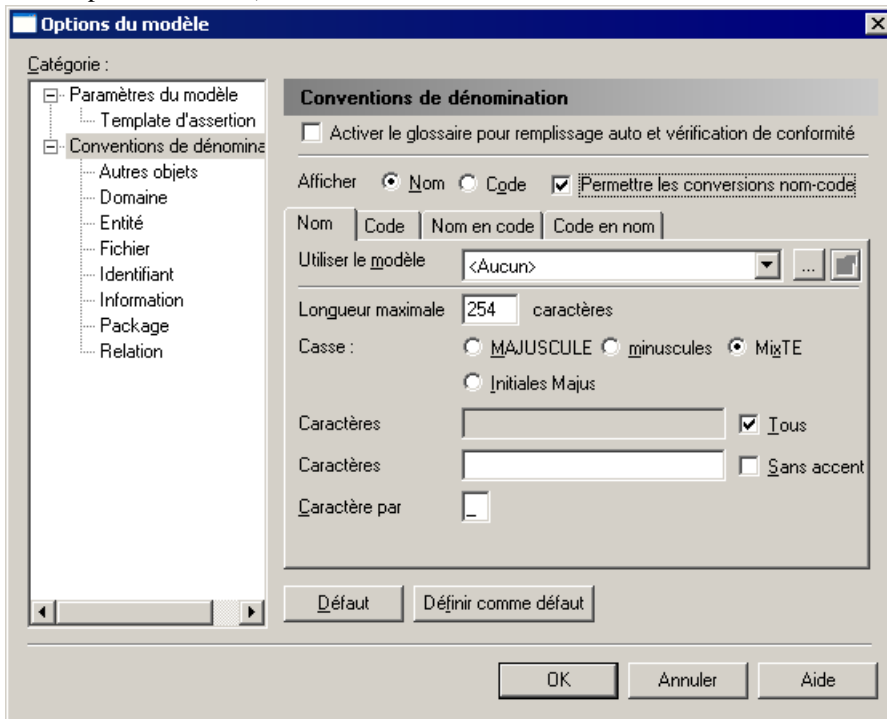 Options du modèle
Catégorie :
Paramètres du modèle
Template d'assertion
Conventions de dénomina
Autres objets
Domaine
Entité
Fichier
Identifiant
Information
Package
Relation
Conventions de dénomination
Activer le glossaire pour remplissage auto et vérification de conformité
Afficher Nom Code Permettre les conversions nom-code
Nom Code Nom en code Code en nom
Utiliser le modèle <Aucun> ...
Longueur maximale 254 caractères
Casse : MAJUSCULE minuscules MixTE
Initiales Majus
Caractères Tous
Caractères Sans accent
Caractère par _
Défaut Définir comme défaut
OK Annuler Aide